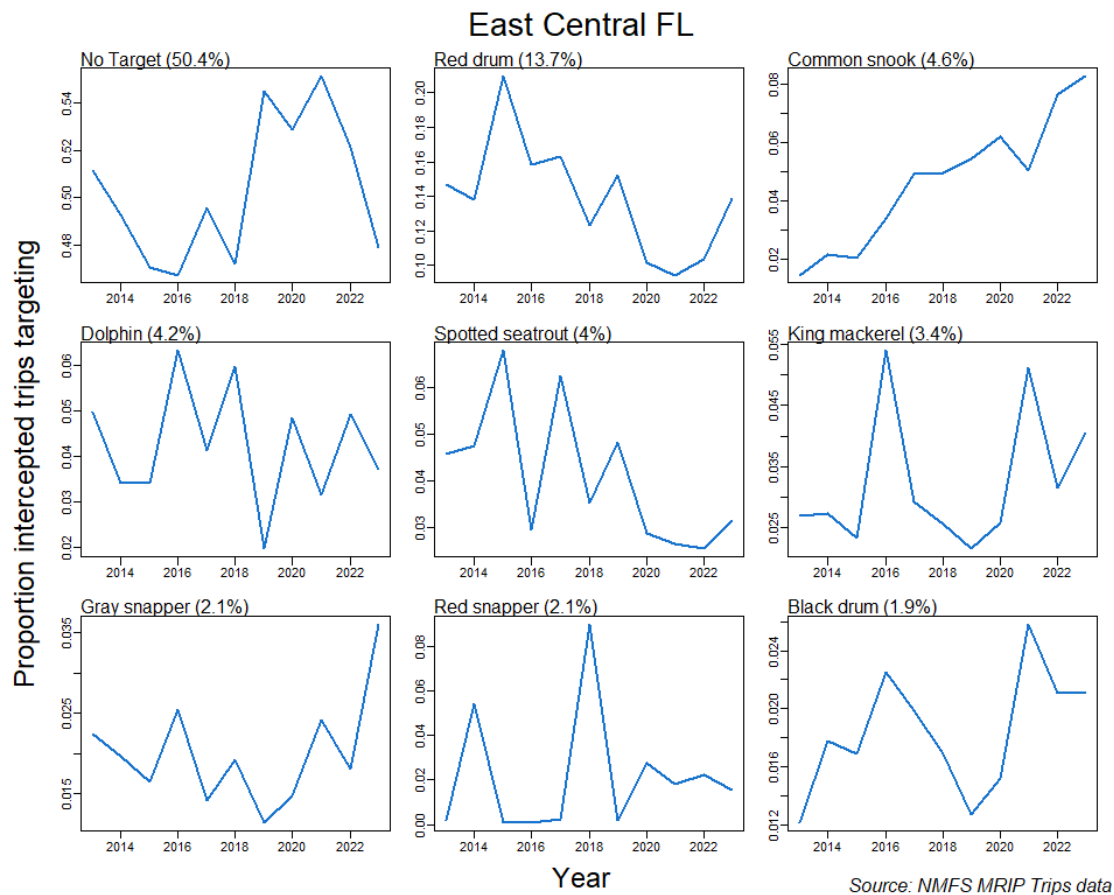 East Central FL
Proportion intercepted trips targeting
No Target (50.4%)
0.54
0.52
0.50
0.48
2014 2016 2018 2020 2022
Red drum (13.7%)
0.20
0.16
0.14
0.12
0.10
2014 2016 2018 2020 2022
Common snook (4.6%)
0.08
0.06
0.04
0.02
2014 2016 2018 2020 2022
Dolphin (4.2%)
0.06
0.05
0.04
0.03
0.02
2014 2016 2018 2020 2022
Spotted seatrout (4%)
0.06
0.05
0.03
2014 2016 2018 2020 2022
King mackerel (3.4%)
0.055
0.045
0.035
0.025
2014 2016 2018 2020 2022
Gray snapper (2.1%)
0.035
0.025
0.015
2014 2016 2018 2020 2022
Red snapper (2.1%)
0.08
0.06
0.04
0.02
0.00
2014 2016 2018 2020 2022
Black drum (1.9%)
0.024
0.020
0.016
0.012
2014 2016 2018 2020 2022
Year
Source: NMFS MRIP Trips data